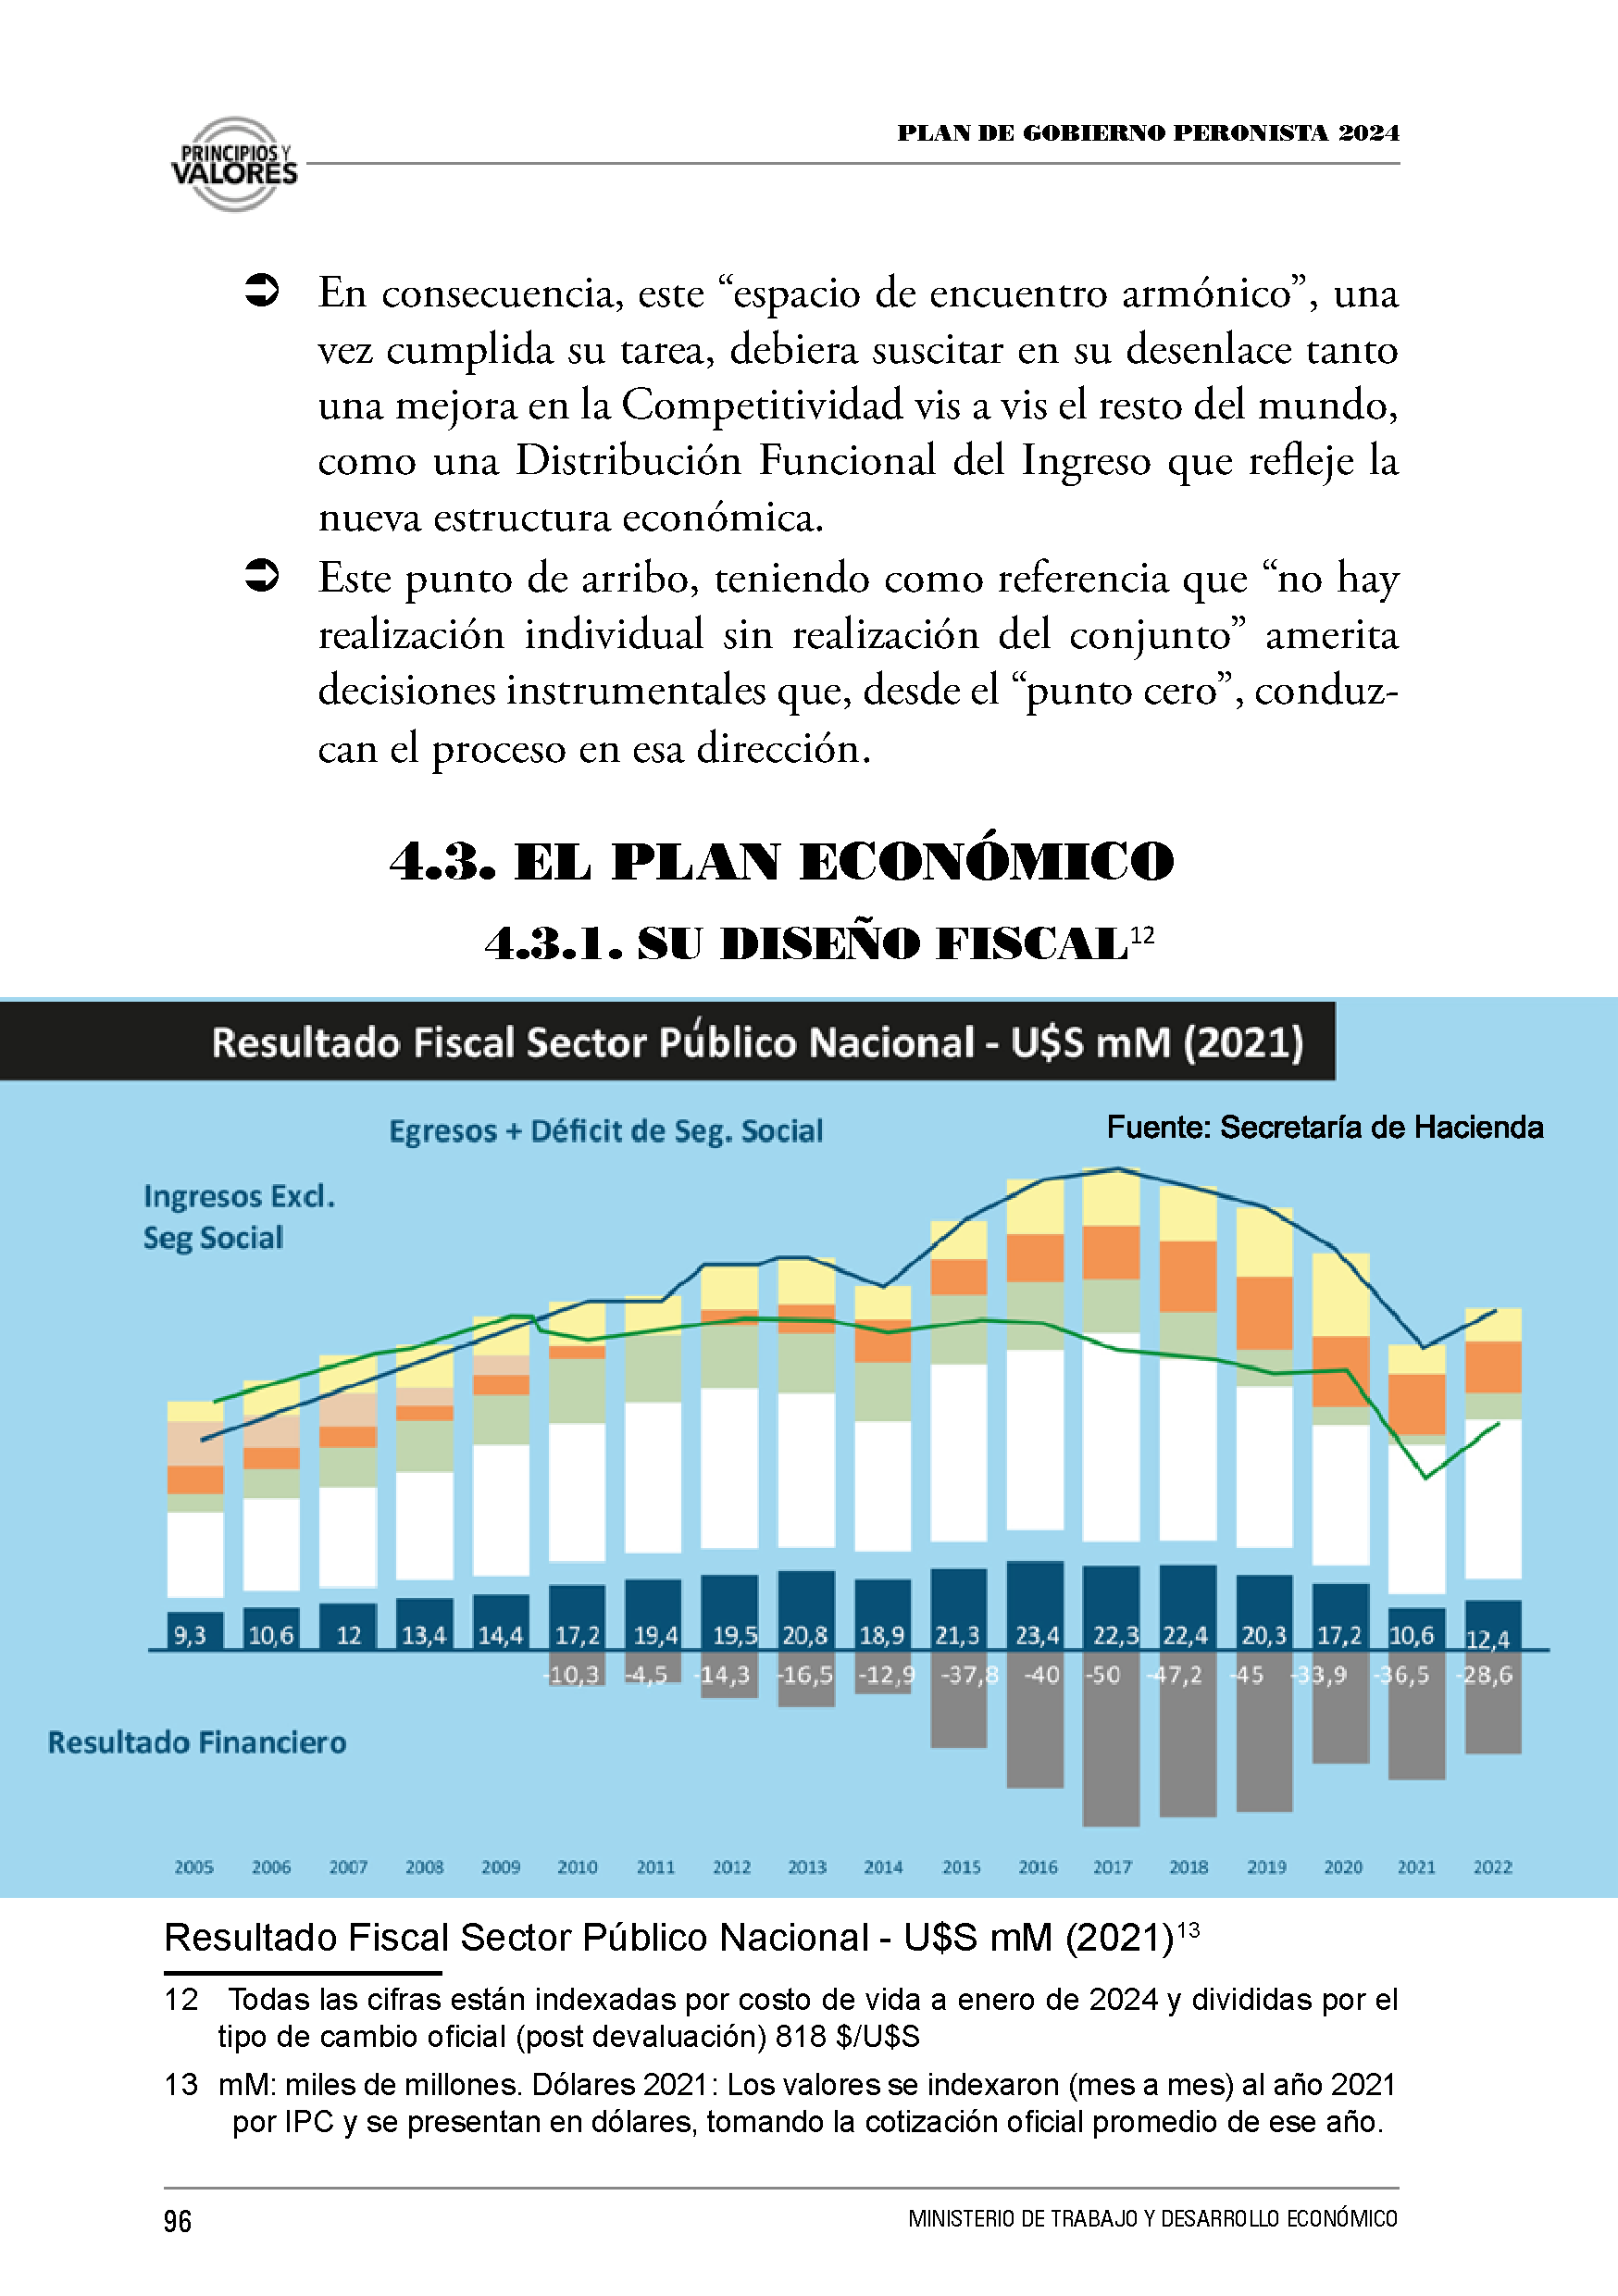 PRINCIPIOS Y
VALORES
PLAN DE GOBIERNO PERONISTA 2024
➲ En consecuencia, este “espacio de encuentro armónico”, una
vez cumplida su tarea, debiera suscitar en su desenlace tanto
una mejora en la Competitividad vis a vis el resto del mundo,
como una Distribución Funcional del Ingreso que refleje la
nueva estructura económica.
➲ Este punto de arribo, teniendo como referencia que “no hay
realización individual sin realización del conjunto” amerita
decisiones instrumentales que, desde el “punto cero”, conduz-
can el proceso en esa dirección.
4.3. EL PLAN ECONÓMICO
4.3.1. SU DISEÑO FISCAL12
Resultado Fiscal Sector Público Nacional - U$S mM (2021)
Egresos + Déficit de Seg. Social
Fuente: Secretaría de Hacienda
Ingresos Excl.
Seg Social
9,3 10,6 12 13,4 14,4 17,2 19,4 19,5 20,8 18,9 21,3 23,4 22,3 22,4 20,3 17,2 10,6 12,4
-10,3 -4,5 -14,3 -16,5 -12,9 -37,8 -40 -50 -47,2 -45 -33,9 -36,5 -28,6
Resultado Financiero
2005 2006 2007 2008 2009 2010 2011 2012 2013 2014 2015 2016 2017 2018 2019 2020 2021 2022
Resultado Fiscal Sector Público Nacional - U$S mM (2021)13
12 Todas las cifras están indexadas por costo de vida a enero de 2024 y divididas por el
tipo de cambio oficial (post devaluación) 818 $/U$S
13 mM: miles de millones. Dólares 2021: Los valores se indexaron (mes a mes) al año 2021
por IPC y se presentan en dólares, tomando la cotización oficial promedio de ese año.
96
MINISTERIO DE TRABAJO Y DESARROLLO ECONÓMICO